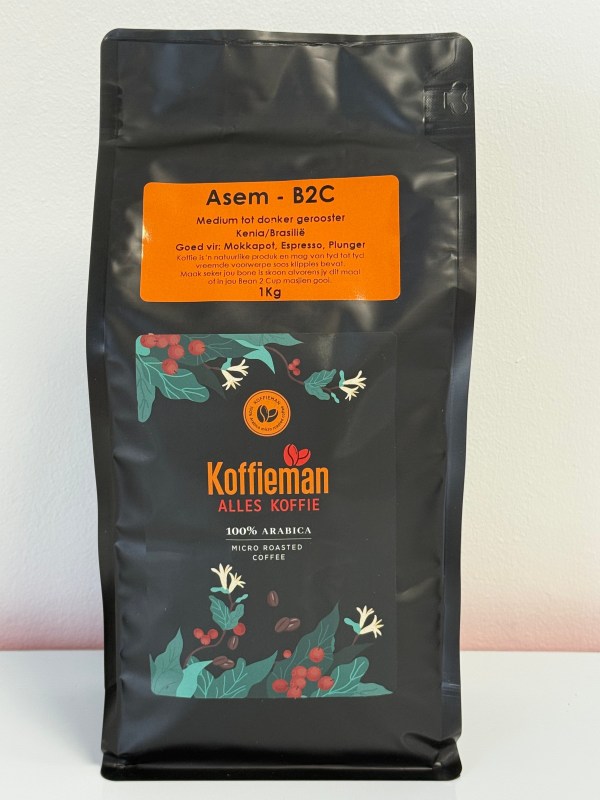 Asem - B2C
Medium tot donker gerooster
Kenia/Brasilië
Goed vir: Mokkapot, Espresso, Plunger
Koffie is 'n natuurlike produk en mag van tyd tot tyd
vreemde voorwerpe soos klippies bevat.
Maak seker jou bone is skoon alvorens jy dit maal
of in jou Bean 2 Cup masjien gooi.
1Kg
KOFFIEMAN
Koffieman
ALLES KOFFIE
100% ARABICA
MICRO ROASTED
COFFEE